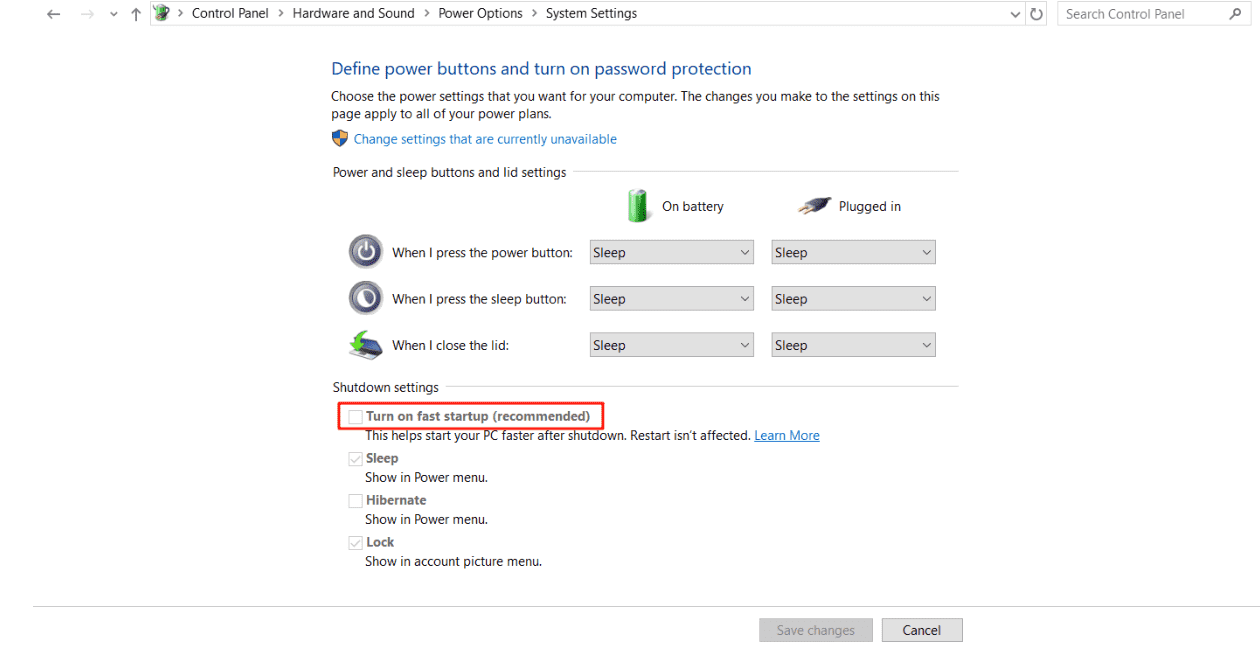 Control Panel > Hardware and Sound > Power Options > System Settings
Search Control Panel
Define power buttons and turn on password protection
Choose the power settings that you want for your computer. The changes you make to the settings on this
page apply to all of your power plans.
Change settings that are currently unavailable
Power and sleep buttons and lid settings
On battery
Plugged in
When I press the power button: Sleep Sleep
When I press the sleep button: Sleep Sleep
When I close the lid: Sleep Sleep
Shutdown settings
Turn on fast startup (recommended)
This helps start your PC faster after shutdown. Restart isn't affected. Learn More
Sleep
Show in Power menu.
Hibernate
Show in Power menu.
Lock
Show in account picture menu.
Save changes
Cancel